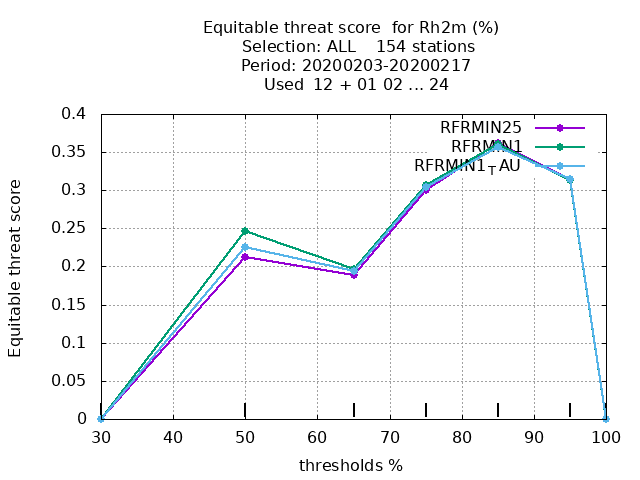 Equitable threat score  for Rh2m (%)
Selection: ALL    154 stations
Period: 20200203-20200217
Used  12 + 01 02 ... 24
0.4
0.35
0.3
0.25
0.2
0.15
0.1
0.05
0
Equitable threat score
RFRMIN25
RFRMIN1
RFRMIN1TAU
30 40 50 60 70 80 90 100
thresholds %